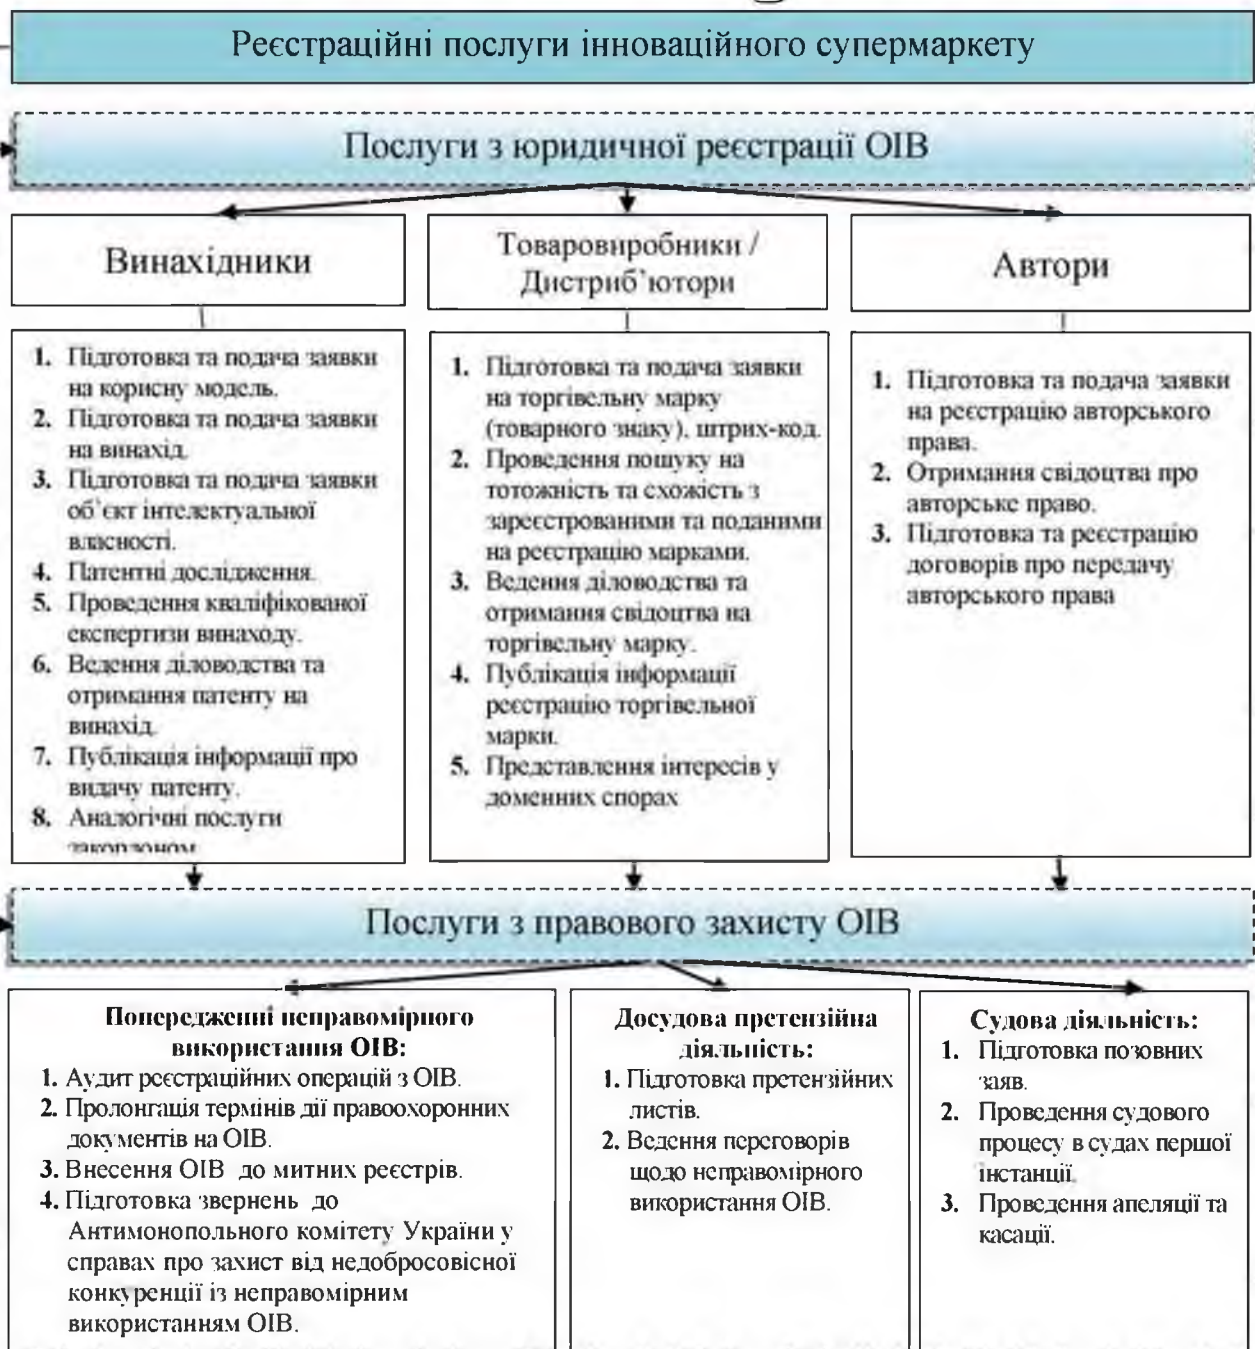 Реєстраційні послуги інноваційного супермаркету
Послуги з юридичної реєстрації ОІВ
Винахідники
1. Підготовка та подача заявки
на корисну модель.
2. Підготовка та подача заявки
на винахід.
3. Підготовка та подача заявки
об'єкт інтелектуальної
власності.
4. Патентні дослідження.
5. Проведення кваліфікованої
експертизи винаходу.
6. Ведення діловодства та
отримання патенту на
винахід.
7. Публікація інформації про
видачу патенту.
8. Аналогічні послуги
закордоном
Товаровиробники /
Дистриб`ютори
1. Підготовка та подача заявки
на торгівельну марку
(товарного знаку), штрих-код.
2. Проведення пошуку на
тотожність та схожість з
зареєстрованими та поданими
на реєстрацію марками.
3. Ведення діловодства та
отримання свідоцтва на
торгівельну марку.
4. Публікація інформації
реєстрацію торгівельної
марки.
5. Представлення інтересів у
доменних спорах
Автори
1. Підготовка та подача заявки
на реєстрацію авторського
права.
2. Отримання свідоцтва про
авторське право.
3. Підготовка та реєстрацію
договорів про передачу
авторського права
Послуги з правового захисту ОІВ
Попередженні неправомірного
використання ОІВ:
1. Аудит реєстраційних операцій з ОІВ.
2. Пролонгація термінів дії правоохоронних
документів на ОІВ.
3. Внесення ОІВ до митних реєстрів.
4. Підготовка звернень до
Антимонопольного комітету України у
справах про захист від недобросовісної
конкуренції із неправомірним
використанням ОІВ.
Досудова претензійна
діяльність:
1. Підготовка претензійних
листів.
2. Ведення переговорів
щодо неправомірного
використання ОІВ.
Судова діяльність:
1. Підготовка позовних
заяв.
2. Проведення судового
процесу в судах першої
інстанції.
3. Проведення апеляції та
касації.